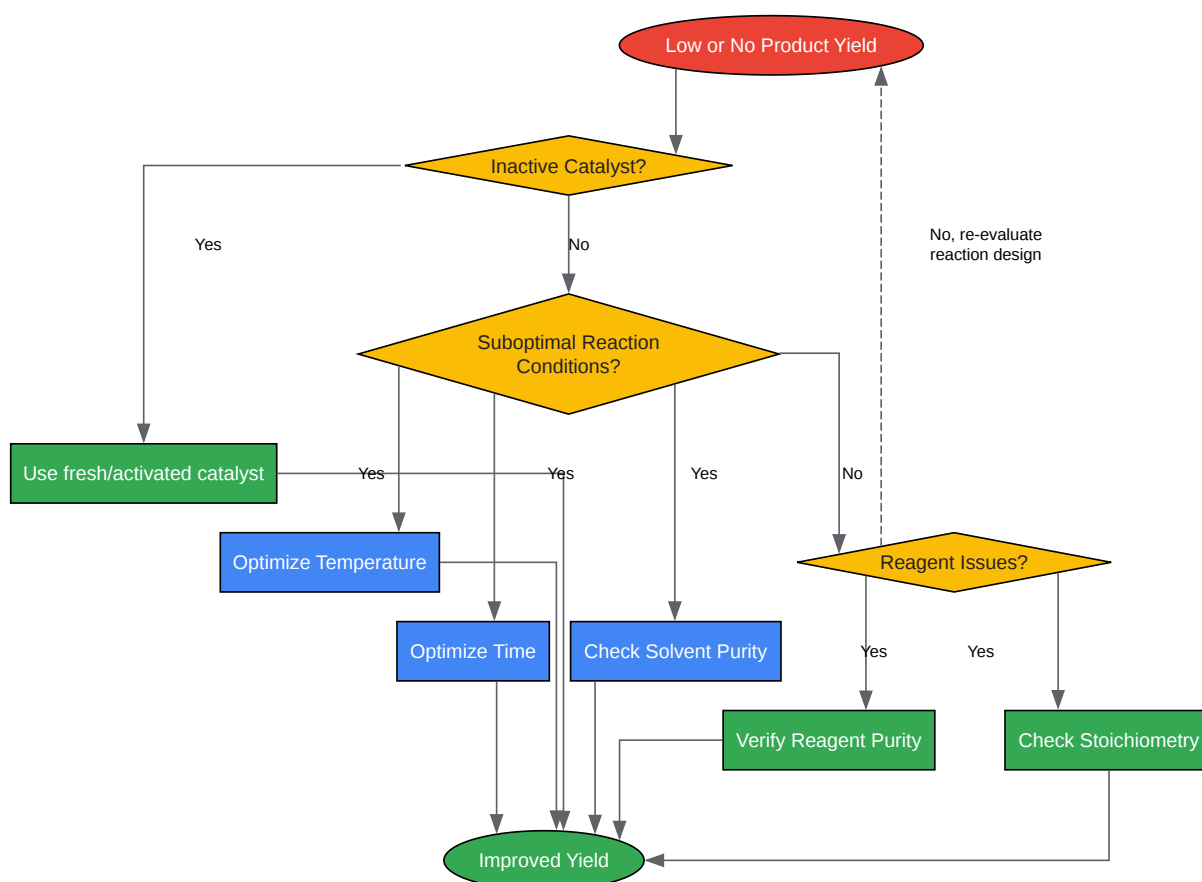 Low or No Product Yield
Inactive Catalyst?
Yes
No
No, re-evaluate
reaction design
Suboptimal Reaction
Conditions?
Use fresh/activated catalyst
Yes
Yes
Yes
No
Optimize Temperature
Reagent Issues?
Optimize Time
Check Solvent Purity
Yes
Yes
Verify Reagent Purity
Check Stoichiometry
Improved Yield